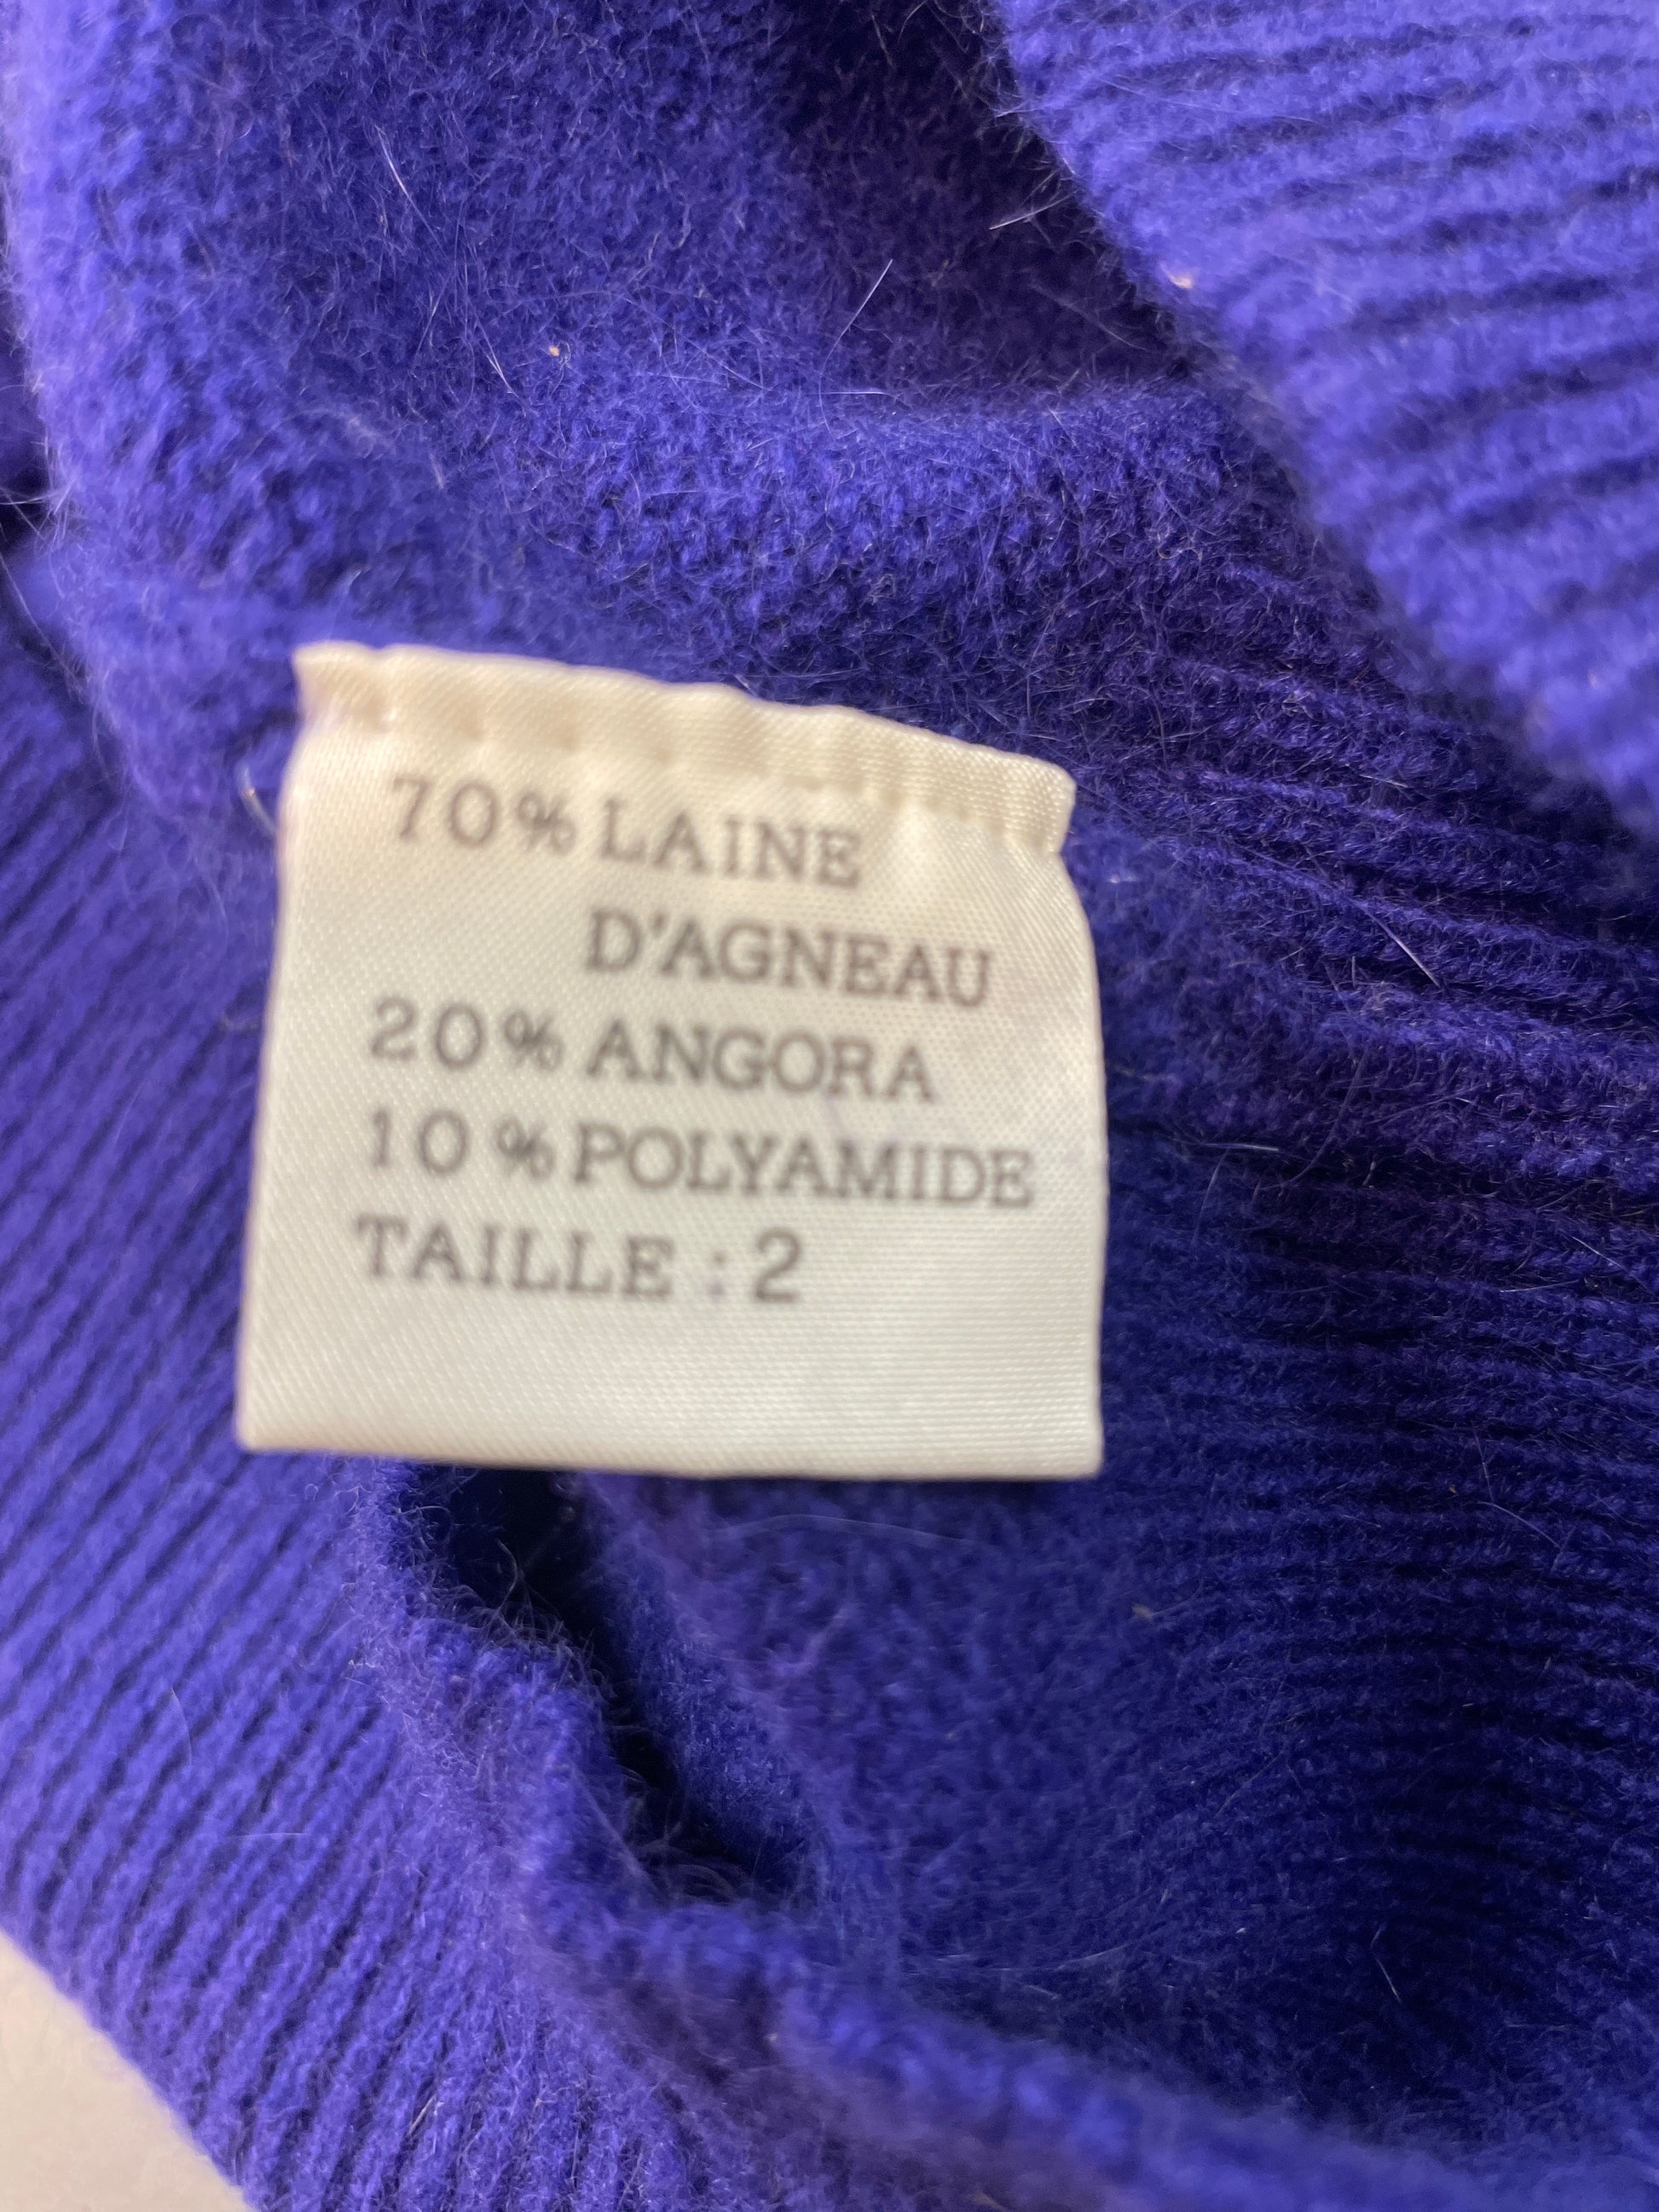 70% LAINE
D'AGNEAU
20% ANGORA
10% POLYAMIDE
TAILLE : 2